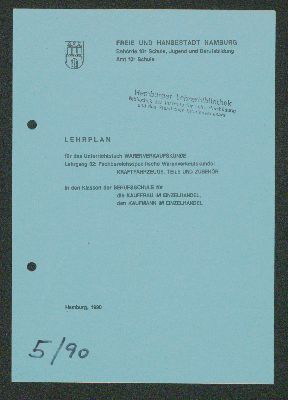 FREIE UND HANSESTADT HAMBURG
Behörde für Schule, Jugend und Berufsbildung
Amt für Schule
Hamburger Lehrerbibliothek
LEHRPLAN
für das Unterrichtsfach WARENVERKAUFSKUNDE
Lehrgang 02: Fachbereichsspezifische Warenverkaufskunde
KRAFTFAHRZEUGE, TEILE UND ZUBEHÖR
in den Klassen der BERUFSSCHULE für
die KAUFFRAU IM EINZELHANDEL,
den KAUFMANN IM EINZELHANDEL
Hamburg, 1990
5/90